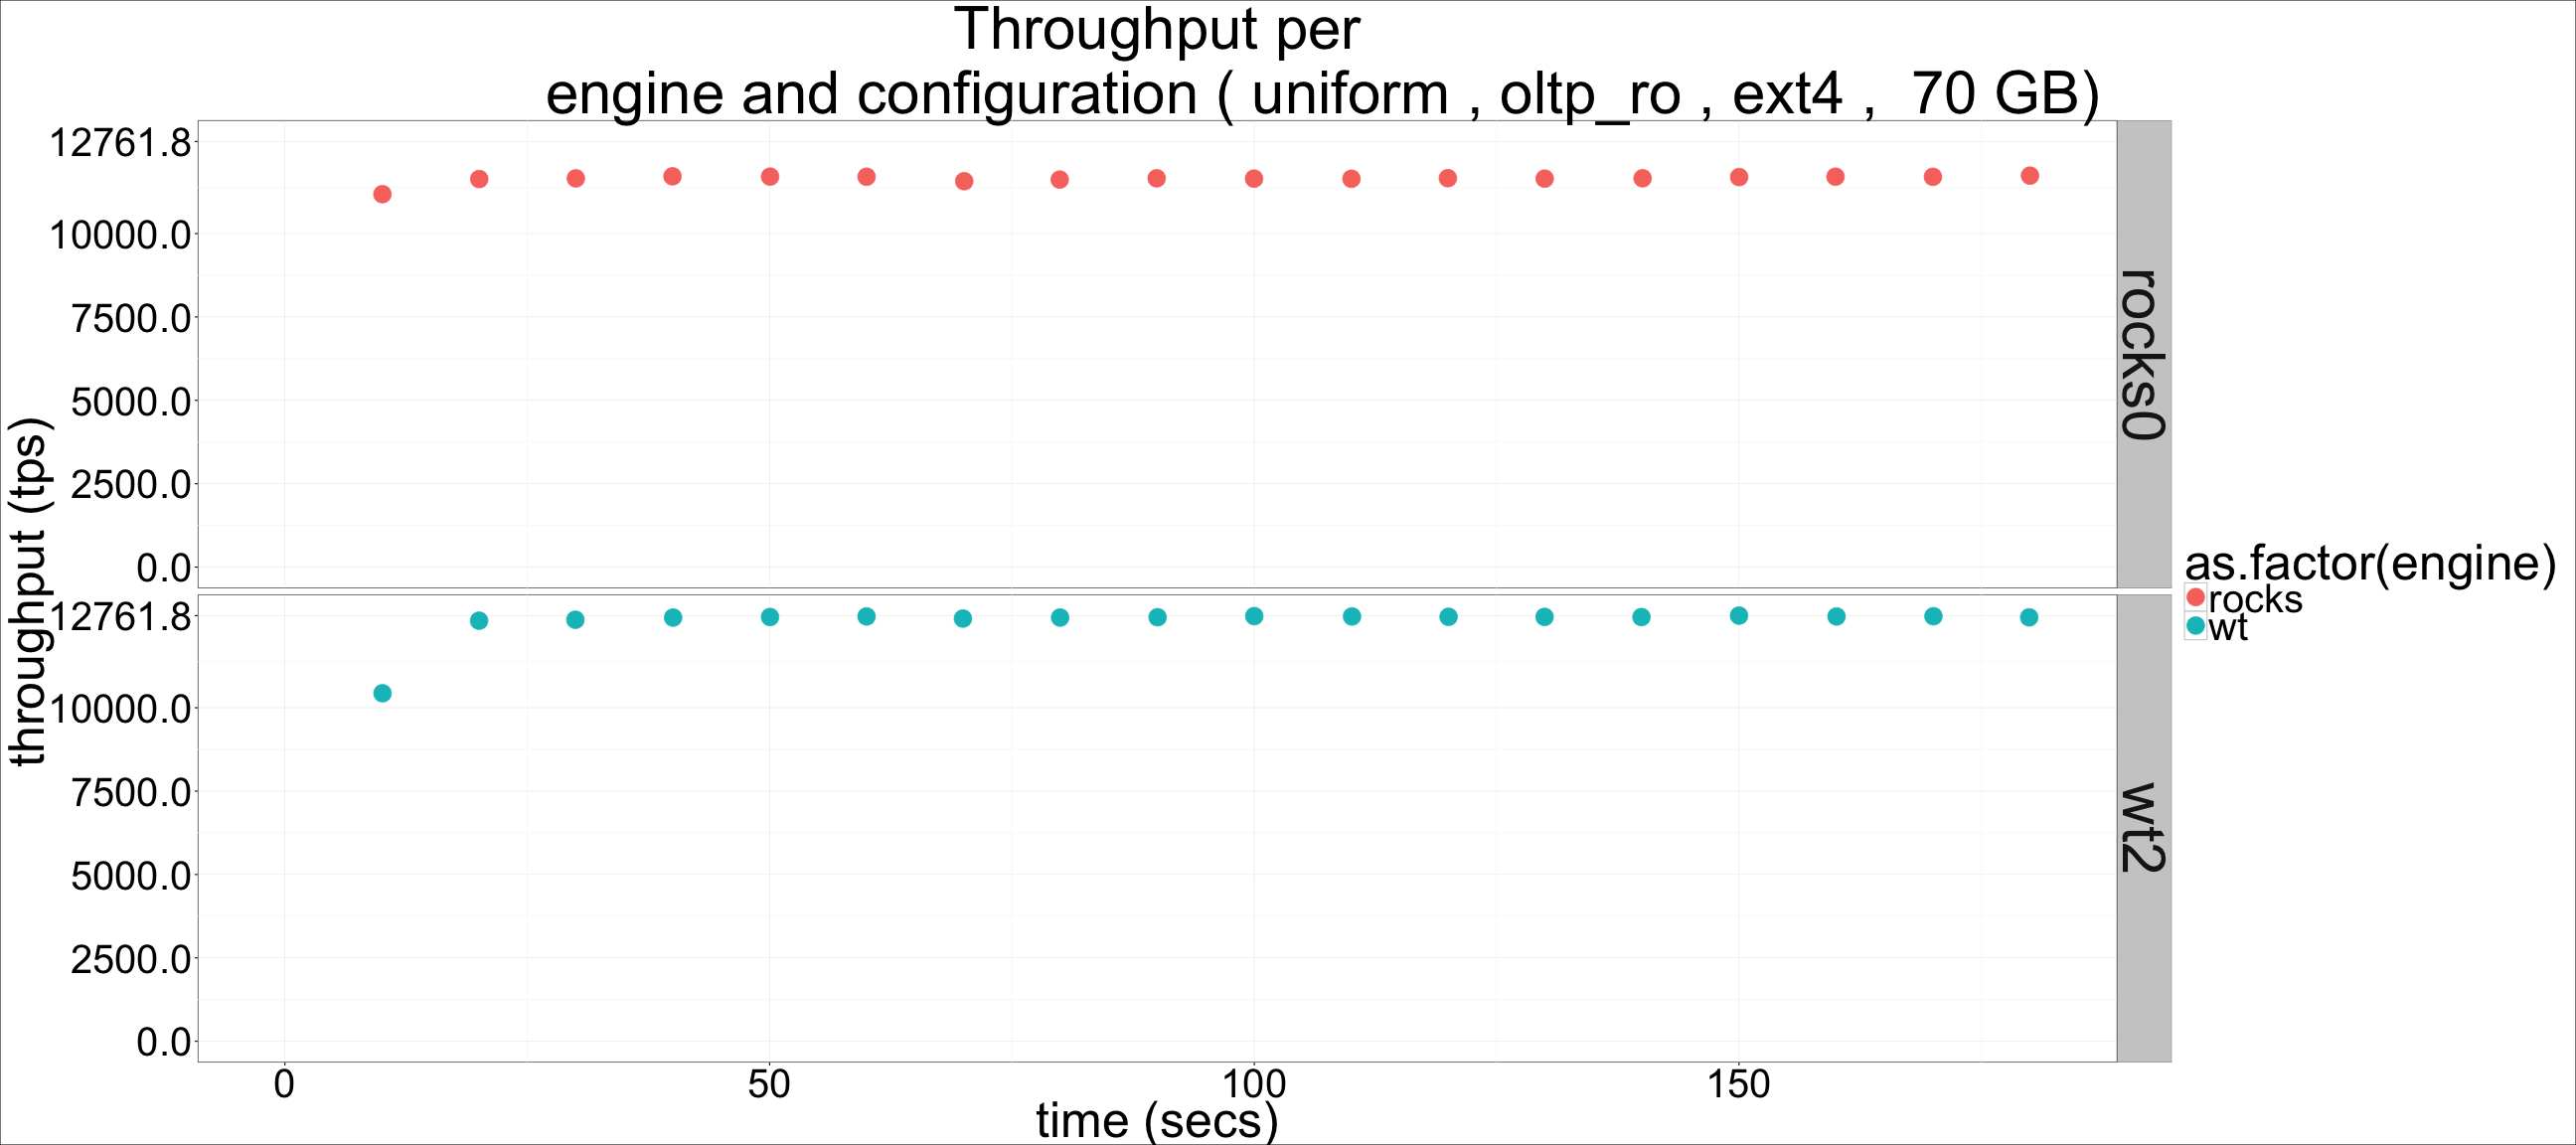 Throughput per
engine and configuration ( uniform , oltp_ro , ext4 ,  70 GB)
throughput (tps)
12761.8
10000.0
7500.0
5000.0
2500.0
0.0
rocks0
12761.8
10000.0
7500.0
5000.0
2500.0
0.0
wt2
0 50 100 150
time (secs)
as.factor(engine)
rocks
wt